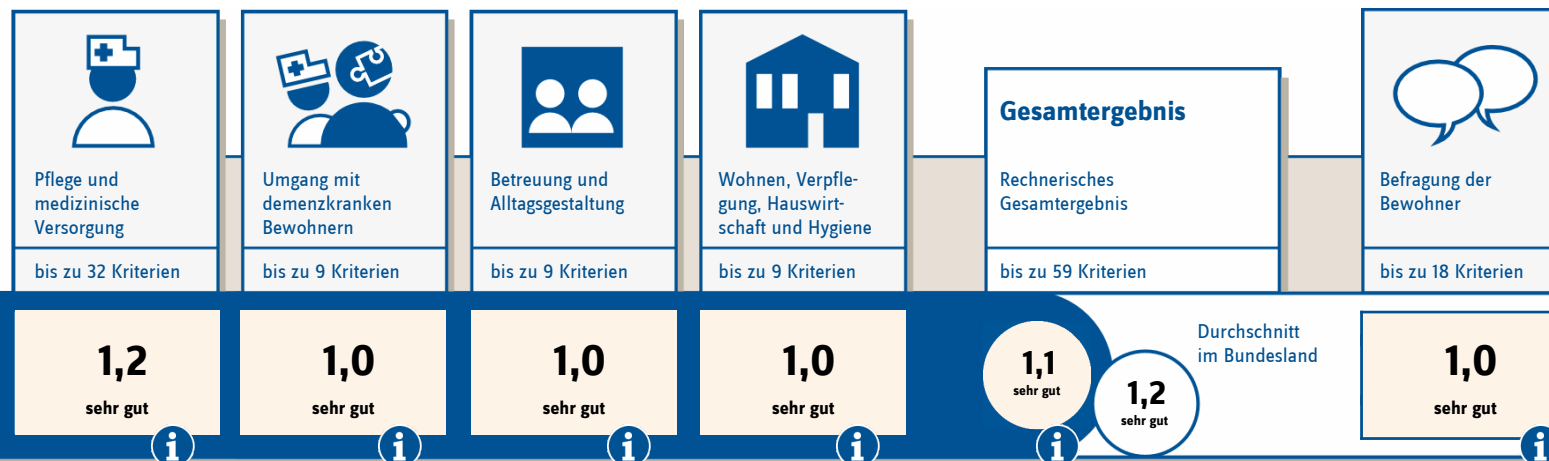 Pflege und
medizinische
Versorgung
bis zu 32 Kriterien
1,2
sehr gut
Umgang mit
demenzkranken
Bewohnern
bis zu 9 Kriterien
1,0
sehr gut
Betreuung und
Alltagsgestaltung
bis zu 9 Kriterien
1,0
sehr gut
Wohnen, Verpfle-
gung, Hauswirt-
schaft und Hygiene
bis zu 9 Kriterien
1,0
sehr gut
Gesamtergebnis
Rechnerisches
Gesamtergebnis
bis zu 59 Kriterien
1,1
sehr gut
Durchschnitt
im Bundesland
1,2
sehr gut
Befragung der
Bewohner
bis zu 18 Kriterien
1,0
sehr gut
i
i
i
i
i
i